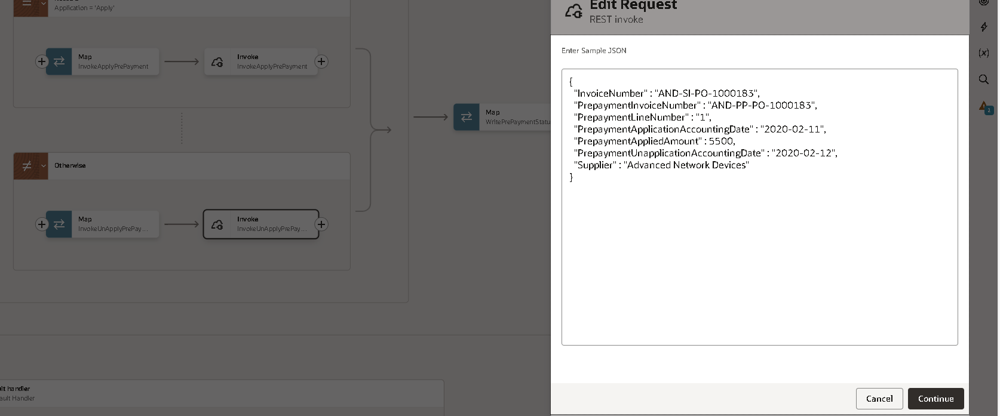 Application = 'Apply'
Map
InvokeApplyPrePayment
Invoke
InvokeApplyPrePayment
Map
WritePrePaymentStatu
Otherwise
Map
InvokeUnApplyPrePay...
Invoke
InvokeUnApplyPrePay...
ult handler
ault Handler
Edit Request
REST invoke
Enter Sample JSON
{
"InvoiceNumber" : "AND-SI-PO-1000183",
"PrepaymentInvoiceNumber" : "AND-PP-PO-1000183",
"PrepaymentLineNumber" : "1",
"PrepaymentApplicationAccountingDate" : "2020-02-11",
"PrepaymentAppliedAmount" : 5500,
"PrepaymentUnapplicationAccountingDate" : "2020-02-12",
"Supplier" : "Advanced Network Devices"
}
Cancel
Continue
(x)
2